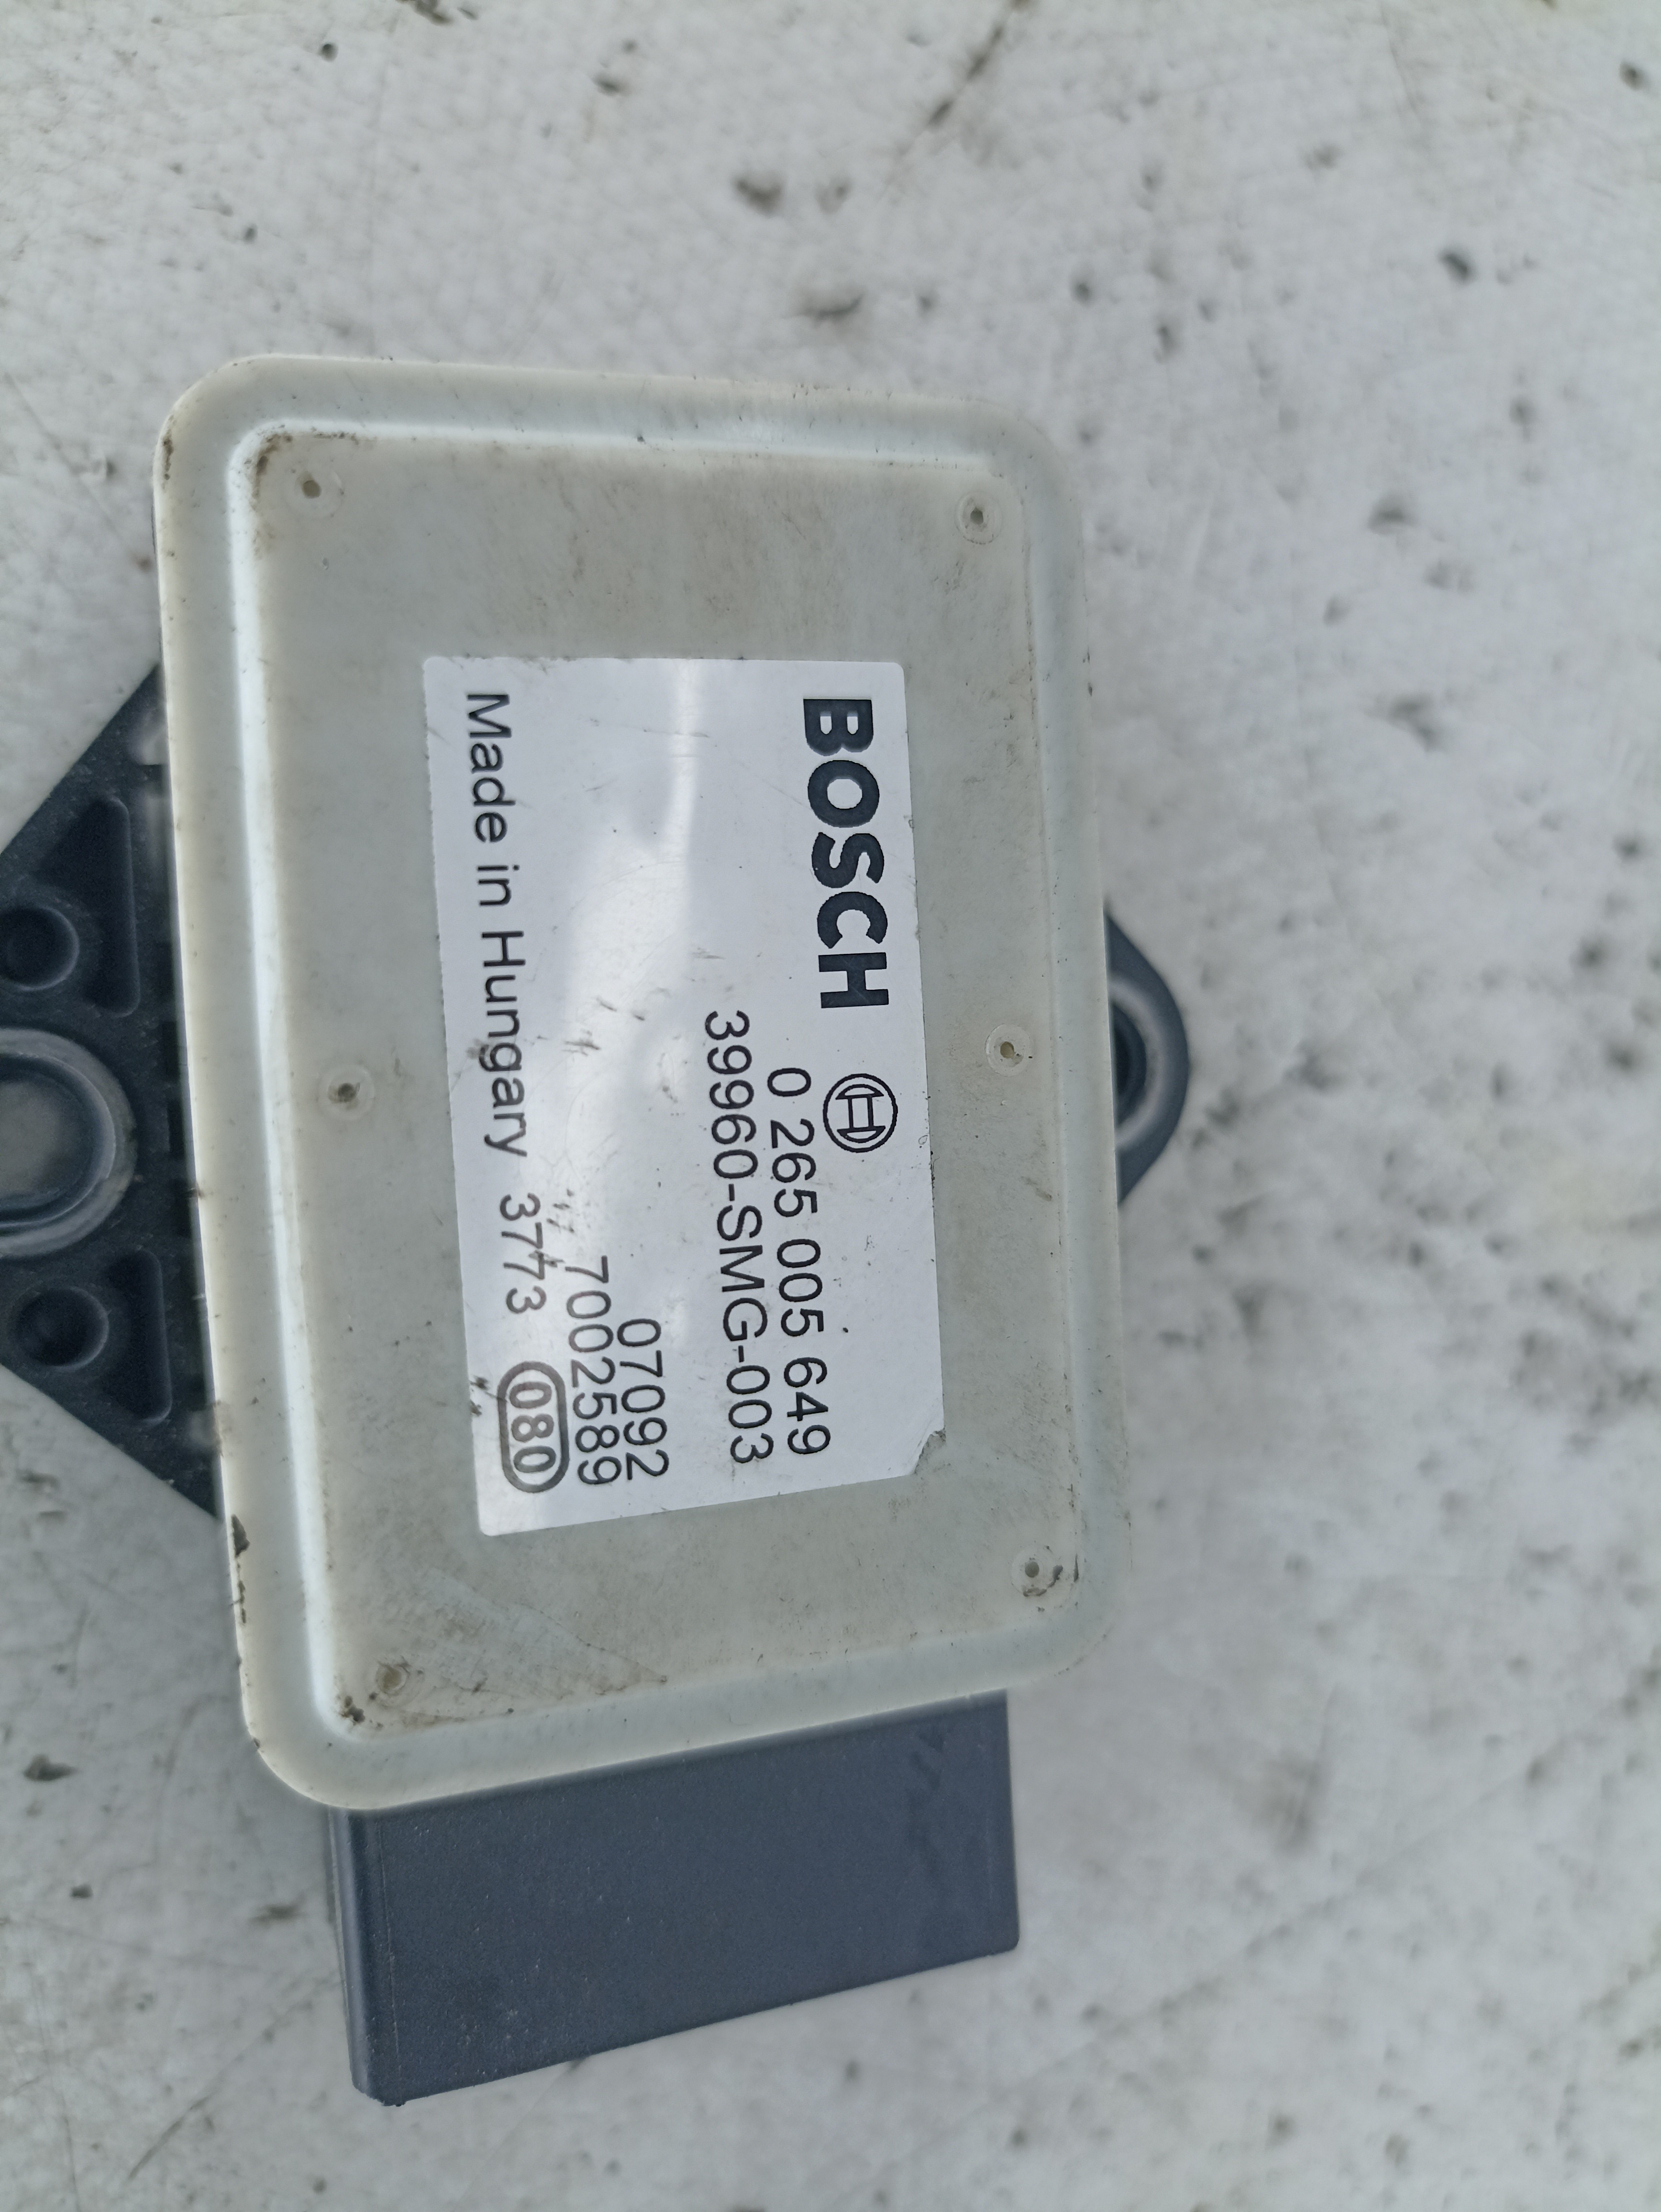 BOSCH
0 265 005 649
39960-SMG-003
07092
7002589
Made in Hungary 3773 080